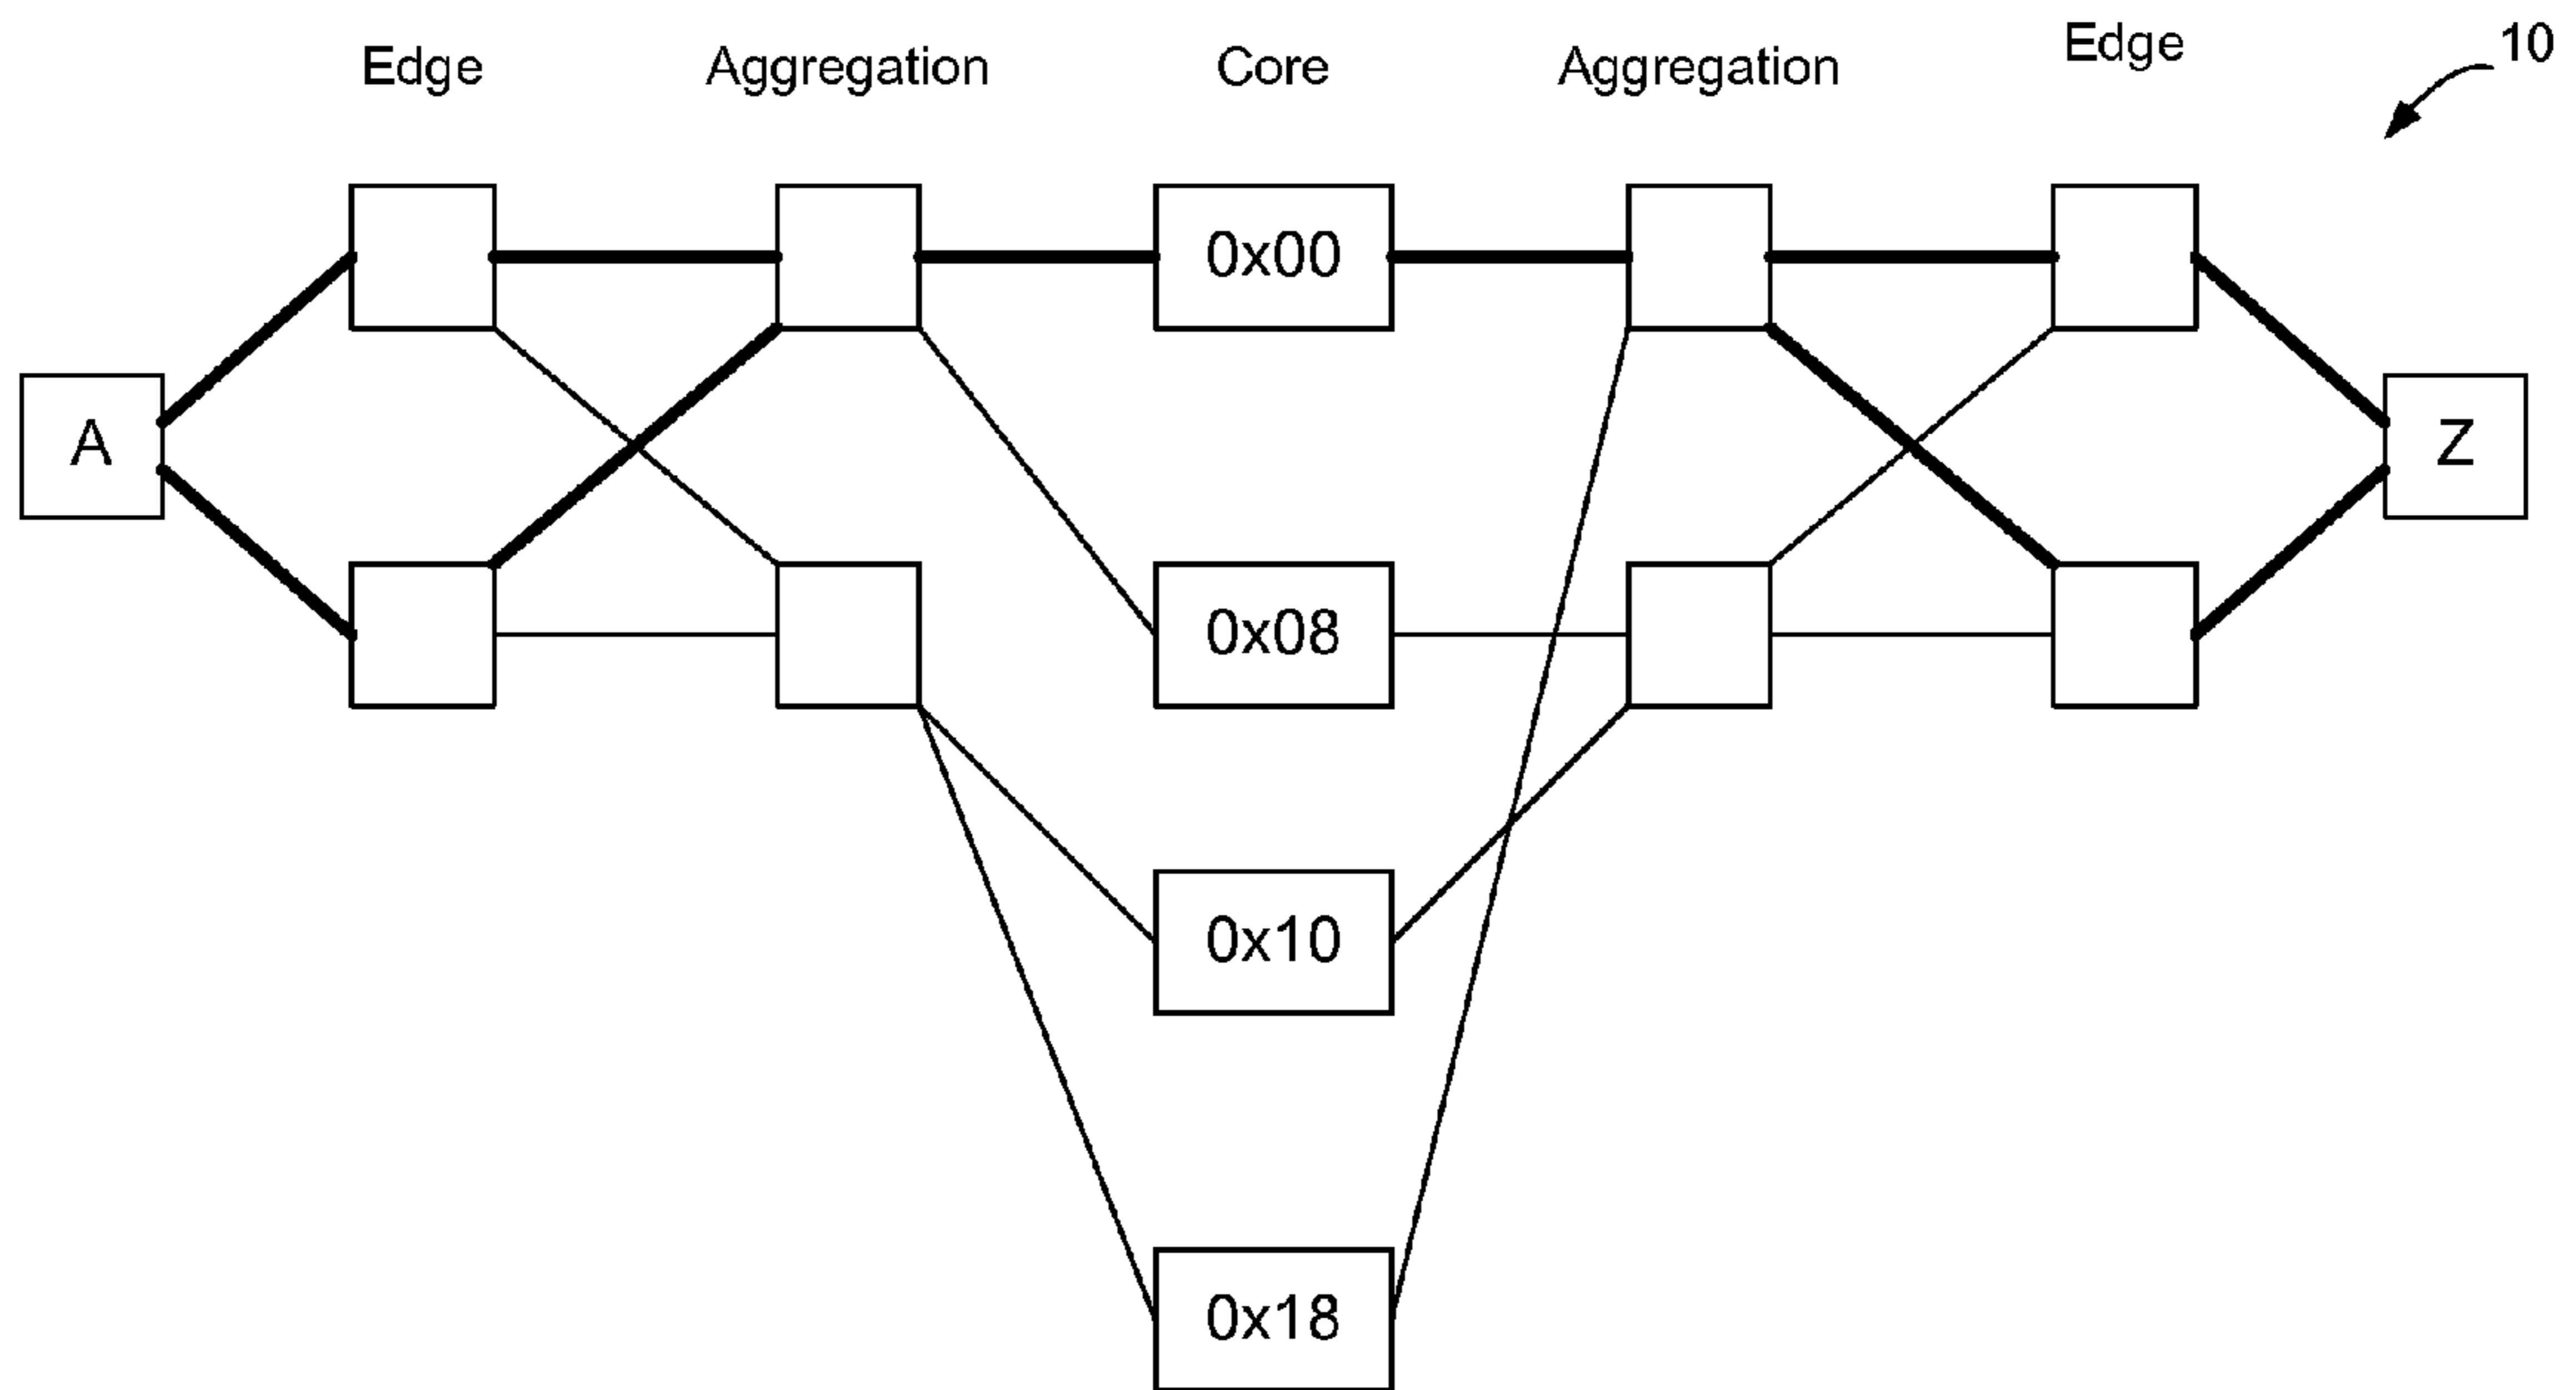 Edge Aggregation Core Aggregation Edge 10
0x00
A Z
0x08
0x10
0x18